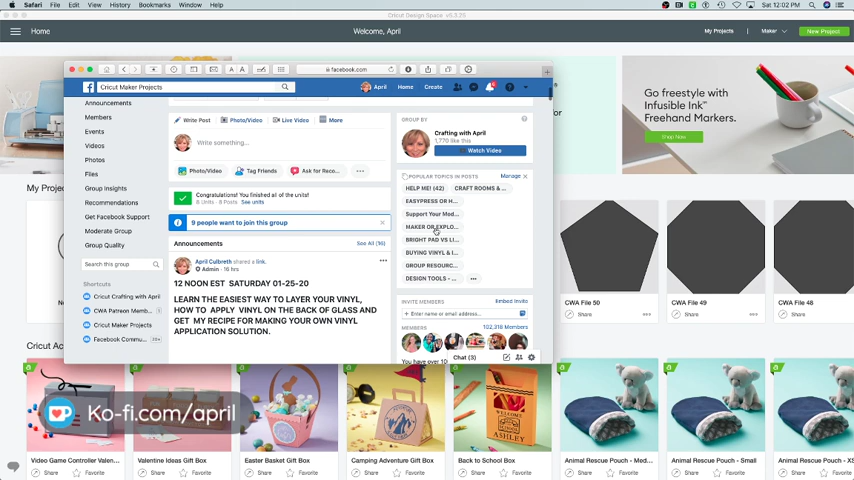 Safari File Edit View History Bookmarks Window Help
Sat 12:02 PM
Cricut Design Space v5.3.25
Home
Welcome, April
My Projects
Maker
New Project
facebook.com
Cricut Maker Projects
April Home Create
Announcements
Members
Events
Videos
Photos
Files
Group Insights
Recommendations
Get Facebook Support
Moderate Group
Group Quality
Search this group
Shortcuts
Cricut Crafting with April
CWA Patreon Memb...
Cricut Maker Projects
Facebook Commu...
Write Post Photo/Video Live Video More
Write something...
Photo/Video Tag Friends Ask for Reco...
Congratulations! You finished all of the units!
8 Units · 8 Posts See units
9 people want to join this group
Announcements
See All (36)
April Culbreth shared a link.
Admin · 16 hrs
12 NOON EST SATURDAY 01-25-20
LEARN THE EASIEST WAY TO LAYER YOUR VINYL,
HOW TO APPLY VINYL ON THE BACK OF GLASS AND
GET MY RECIPE FOR MAKING YOUR OWN VINYL
APPLICATION SOLUTION.
GROUP BY
Crafting with April
1,770 like this
Watch Video
POPULAR TOPICS IN POSTS Manage
HELP ME! (42) CRAFT ROOMS & ...
EASYPRESS OR H...
Support Your Mod...
MAKER OR EXPLO...
BRIGHT PAD VS LI...
BUYING VINYL & I...
GROUP RESOURC...
DESIGN TOOLS - ...
INVITE MEMBERS
Embed Invite
+ Enter name or email address...
MEMBERS
102,318 Members
You have over 10
Chat (3)
Go freestyle with
Infusible Ink™
Freehand Markers.
Shop Now
My Proj
CWA File 50
Share
CWA File 49
Share
CWA File 48
Share
Cricut Ac
Video Game Controller Valen...
Share Favorite
Valentine Ideas Gift Box
Share Favorite
Easter Basket Gift Box
Share Favorite
Camping Adventure Gift Box
Share Favorite
WELCOME
ASHLEY
Back to School Box
Share Favorite
Animal Rescue Pouch - Med...
Share Favorite
Animal Rescue Pouch - Small
Share Favorite
Animal Rescue Pouch - XS
Share Favorite
Ko-fi.com/april